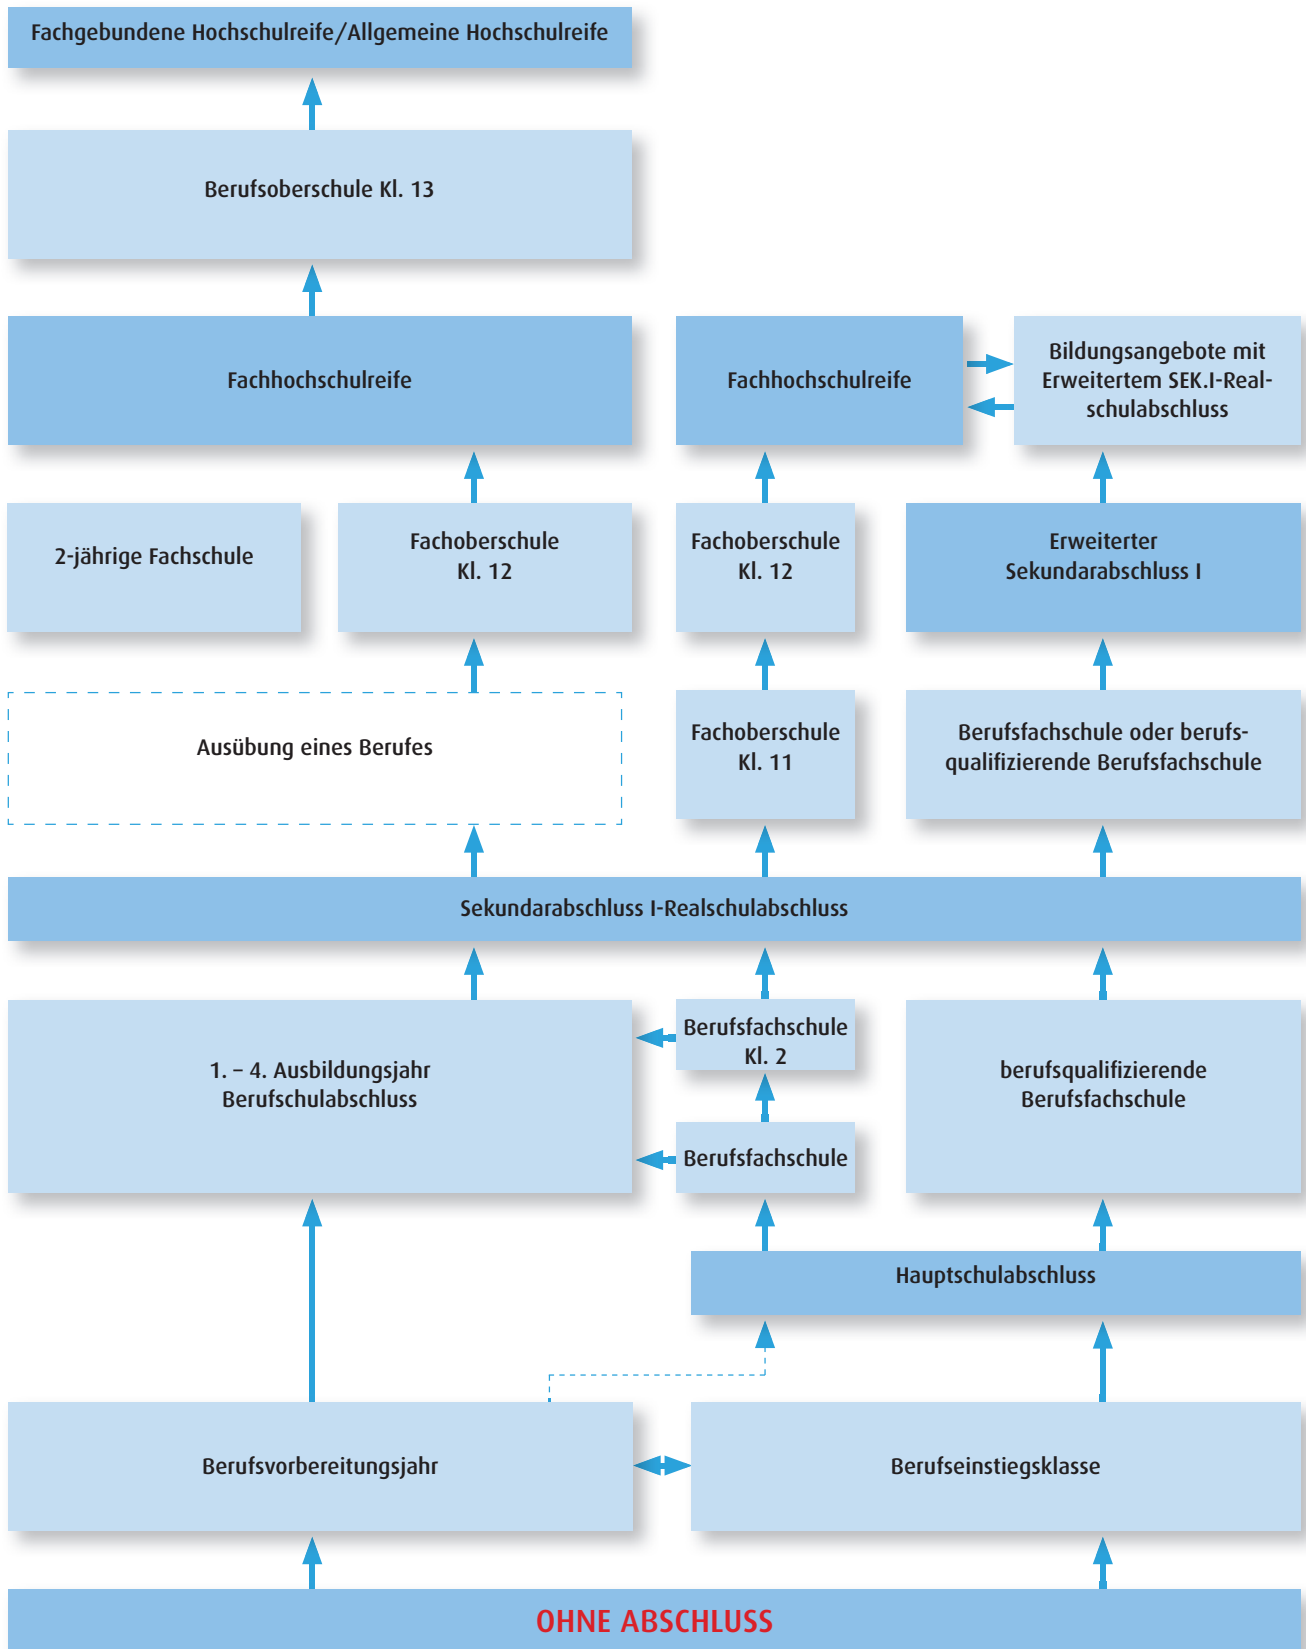 Fachgebundene Hochschulreife/Allgemeine Hochschulreife
Berufsoberschule Kl. 13
Fachhochschulreife
Fachhochschulreife
Bildungsangebote mit
Erweitertem SEK.I-Real-
schulabschluss
2-jährige Fachschule
Fachoberschule
Kl. 12
Fachoberschule
Kl. 12
Erweiterter
Sekundarabschluss I
Ausübung eines Berufes
Fachoberschule
Kl. 11
Berufsfachschule oder berufs-
qualifizierende Berufsfachschule
Sekundarabschluss I-Realschulabschluss
1. – 4. Ausbildungsjahr
Berufschulabschluss
Berufsfachschule
Kl. 2
Berufsfachschule
berufsqualifizierende
Berufsfachschule
Hauptschulabschluss
Berufsvorbereitungsjahr
Berufseinstiegsklasse
OHNE ABSCHLUSS